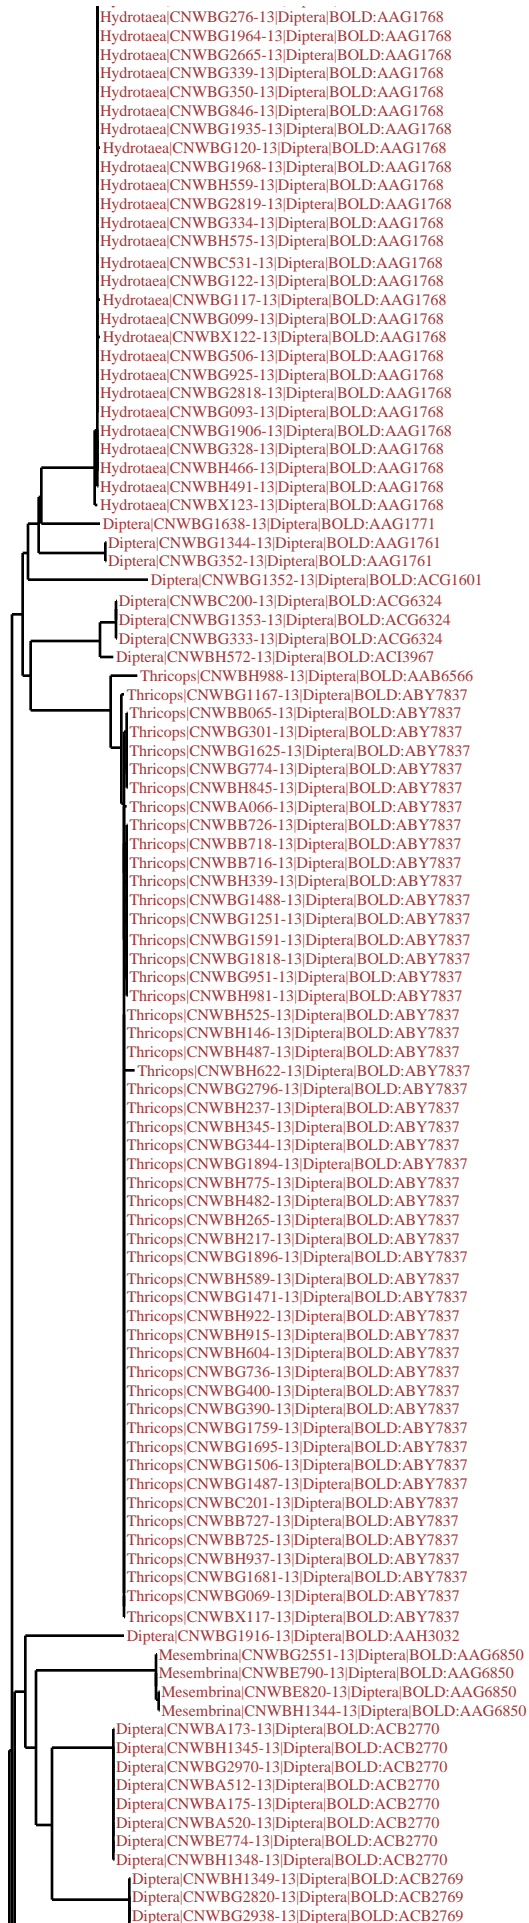 Hydrotaea|CNWBG276-13|Diptera|BOLD:AAG1768
Hydrotaea|CNWBG1964-13|Diptera|BOLD:AAG1768
Hydrotaea|CNWBG2665-13|Diptera|BOLD:AAG1768
Hydrotaea|CNWBG339-13|Diptera|BOLD:AAG1768
Hydrotaea|CNWBG350-13|Diptera|BOLD:AAG1768
Hydrotaea|CNWBG846-13|Diptera|BOLD:AAG1768
Hydrotaea|CNWBG1935-13|Diptera|BOLD:AAG1768
Hydrotaea|CNWBG120-13|Diptera|BOLD:AAG1768
Hydrotaea|CNWBG1968-13|Diptera|BOLD:AAG1768
Hydrotaea|CNWBH559-13|Diptera|BOLD:AAG1768
Hydrotaea|CNWBG2819-13|Diptera|BOLD:AAG1768
Hydrotaea|CNWBG334-13|Diptera|BOLD:AAG1768
Hydrotaea|CNWBH575-13|Diptera|BOLD:AAG1768
Hydrotaea|CNWBC531-13|Diptera|BOLD:AAG1768
Hydrotaea|CNWBG122-13|Diptera|BOLD:AAG1768
Hydrotaea|CNWBG117-13|Diptera|BOLD:AAG1768
Hydrotaea|CNWBG099-13|Diptera|BOLD:AAG1768
Hydrotaea|CNWBX122-13|Diptera|BOLD:AAG1768
Hydrotaea|CNWBG506-13|Diptera|BOLD:AAG1768
Hydrotaea|CNWBG925-13|Diptera|BOLD:AAG1768
Hydrotaea|CNWBG2818-13|Diptera|BOLD:AAG1768
Hydrotaea|CNWBG093-13|Diptera|BOLD:AAG1768
Hydrotaea|CNWBG1906-13|Diptera|BOLD:AAG1768
Hydrotaea|CNWBG328-13|Diptera|BOLD:AAG1768
Hydrotaea|CNWBH466-13|Diptera|BOLD:AAG1768
Hydrotaea|CNWBH491-13|Diptera|BOLD:AAG1768
Hydrotaea|CNWBX123-13|Diptera|BOLD:AAG1768
Diptera|CNWBG1638-13|Diptera|BOLD:AAG1771
Diptera|CNWBG1344-13|Diptera|BOLD:AAG1761
Diptera|CNWBG352-13|Diptera|BOLD:AAG1761
Diptera|CNWBG1352-13|Diptera|BOLD:ACG1601
Diptera|CNWBC200-13|Diptera|BOLD:ACG6324
Diptera|CNWBG1353-13|Diptera|BOLD:ACG6324
Diptera|CNWBG333-13|Diptera|BOLD:ACG6324
Diptera|CNWBH572-13|Diptera|BOLD:ACI3967
Thricops|CNWBH988-13|Diptera|BOLD:AAB6566
Thricops|CNWBG1167-13|Diptera|BOLD:ABY7837
Thricops|CNWBB065-13|Diptera|BOLD:ABY7837
Thricops|CNWBG301-13|Diptera|BOLD:ABY7837
Thricops|CNWBG1625-13|Diptera|BOLD:ABY7837
Thricops|CNWBG774-13|Diptera|BOLD:ABY7837
Thricops|CNWBH845-13|Diptera|BOLD:ABY7837
Thricops|CNWBA066-13|Diptera|BOLD:ABY7837
Thricops|CNWBB726-13|Diptera|BOLD:ABY7837
Thricops|CNWBB718-13|Diptera|BOLD:ABY7837
Thricops|CNWBB716-13|Diptera|BOLD:ABY7837
Thricops|CNWBH339-13|Diptera|BOLD:ABY7837
Thricops|CNWBG1488-13|Diptera|BOLD:ABY7837
Thricops|CNWBG1251-13|Diptera|BOLD:ABY7837
Thricops|CNWBG1591-13|Diptera|BOLD:ABY7837
Thricops|CNWBG1818-13|Diptera|BOLD:ABY7837
Thricops|CNWBG951-13|Diptera|BOLD:ABY7837
Thricops|CNWBH981-13|Diptera|BOLD:ABY7837
Thricops|CNWBH525-13|Diptera|BOLD:ABY7837
Thricops|CNWBH146-13|Diptera|BOLD:ABY7837
Thricops|CNWBH487-13|Diptera|BOLD:ABY7837
Thricops|CNWBH622-13|Diptera|BOLD:ABY7837
Thricops|CNWBG2796-13|Diptera|BOLD:ABY7837
Thricops|CNWBH237-13|Diptera|BOLD:ABY7837
Thricops|CNWBH345-13|Diptera|BOLD:ABY7837
Thricops|CNWBG344-13|Diptera|BOLD:ABY7837
Thricops|CNWBG1894-13|Diptera|BOLD:ABY7837
Thricops|CNWBH775-13|Diptera|BOLD:ABY7837
Thricops|CNWBH482-13|Diptera|BOLD:ABY7837
Thricops|CNWBH265-13|Diptera|BOLD:ABY7837
Thricops|CNWBH217-13|Diptera|BOLD:ABY7837
Thricops|CNWBG1896-13|Diptera|BOLD:ABY7837
Thricops|CNWBH589-13|Diptera|BOLD:ABY7837
Thricops|CNWBG1471-13|Diptera|BOLD:ABY7837
Thricops|CNWBH922-13|Diptera|BOLD:ABY7837
Thricops|CNWBH915-13|Diptera|BOLD:ABY7837
Thricops|CNWBH604-13|Diptera|BOLD:ABY7837
Thricops|CNWBG736-13|Diptera|BOLD:ABY7837
Thricops|CNWBG400-13|Diptera|BOLD:ABY7837
Thricops|CNWBG390-13|Diptera|BOLD:ABY7837
Thricops|CNWBG1759-13|Diptera|BOLD:ABY7837
Thricops|CNWBG1695-13|Diptera|BOLD:ABY7837
Thricops|CNWBG1506-13|Diptera|BOLD:ABY7837
Thricops|CNWBG1487-13|Diptera|BOLD:ABY7837
Thricops|CNWBC201-13|Diptera|BOLD:ABY7837
Thricops|CNWBB727-13|Diptera|BOLD:ABY7837
Thricops|CNWBB725-13|Diptera|BOLD:ABY7837
Thricops|CNWBH937-13|Diptera|BOLD:ABY7837
Thricops|CNWBG1681-13|Diptera|BOLD:ABY7837
Thricops|CNWBG069-13|Diptera|BOLD:ABY7837
Thricops|CNWBX117-13|Diptera|BOLD:ABY7837
Diptera|CNWBG1916-13|Diptera|BOLD:AAH3032
Mesembrina|CNWBG2551-13|Diptera|BOLD:AAG6850
Mesembrina|CNWBE790-13|Diptera|BOLD:AAG6850
Mesembrina|CNWBE820-13|Diptera|BOLD:AAG6850
Mesembrina|CNWBH1344-13|Diptera|BOLD:AAG6850
Diptera|CNWBA173-13|Diptera|BOLD:ACB2770
Diptera|CNWBH1345-13|Diptera|BOLD:ACB2770
Diptera|CNWBG2970-13|Diptera|BOLD:ACB2770
Diptera|CNWBA512-13|Diptera|BOLD:ACB2770
Diptera|CNWBA175-13|Diptera|BOLD:ACB2770
Diptera|CNWBA520-13|Diptera|BOLD:ACB2770
Diptera|CNWBE774-13|Diptera|BOLD:ACB2770
Diptera|CNWBH1348-13|Diptera|BOLD:ACB2770
Diptera|CNWBH1349-13|Diptera|BOLD:ACB2769
Diptera|CNWBG2820-13|Diptera|BOLD:ACB2769
Diptera|CNWBG2938-13|Diptera|BOLD:ACB2769